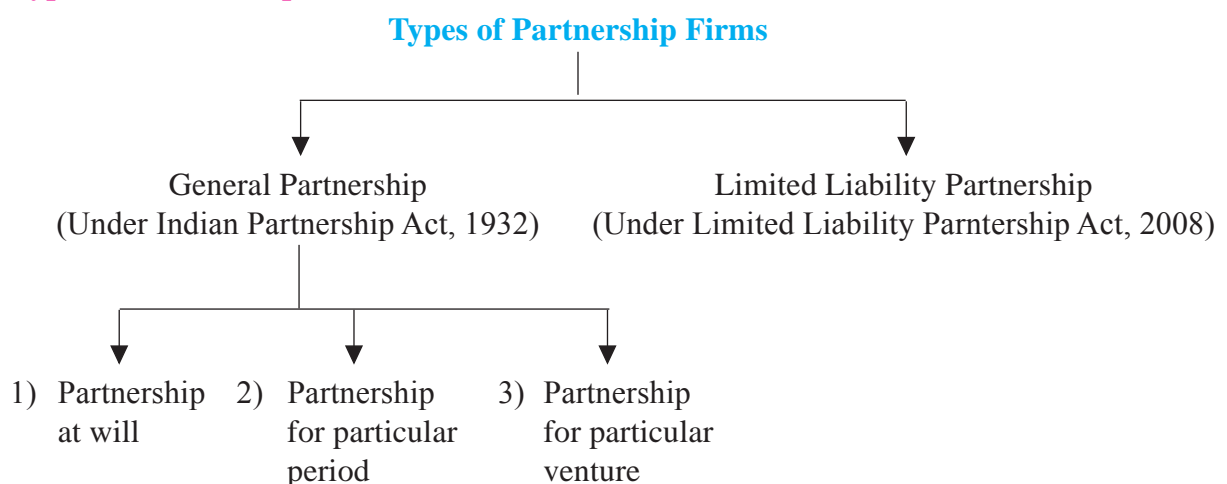 Types of Partnership Firms
General Partnership
(Under Indian Partnership Act, 1932)
Limited Liability Partnership
(Under Limited Liability Parntership Act, 2008)
1) Partnership
at will
2) Partnership
for particular
period
3) Partnership
for particular
venture